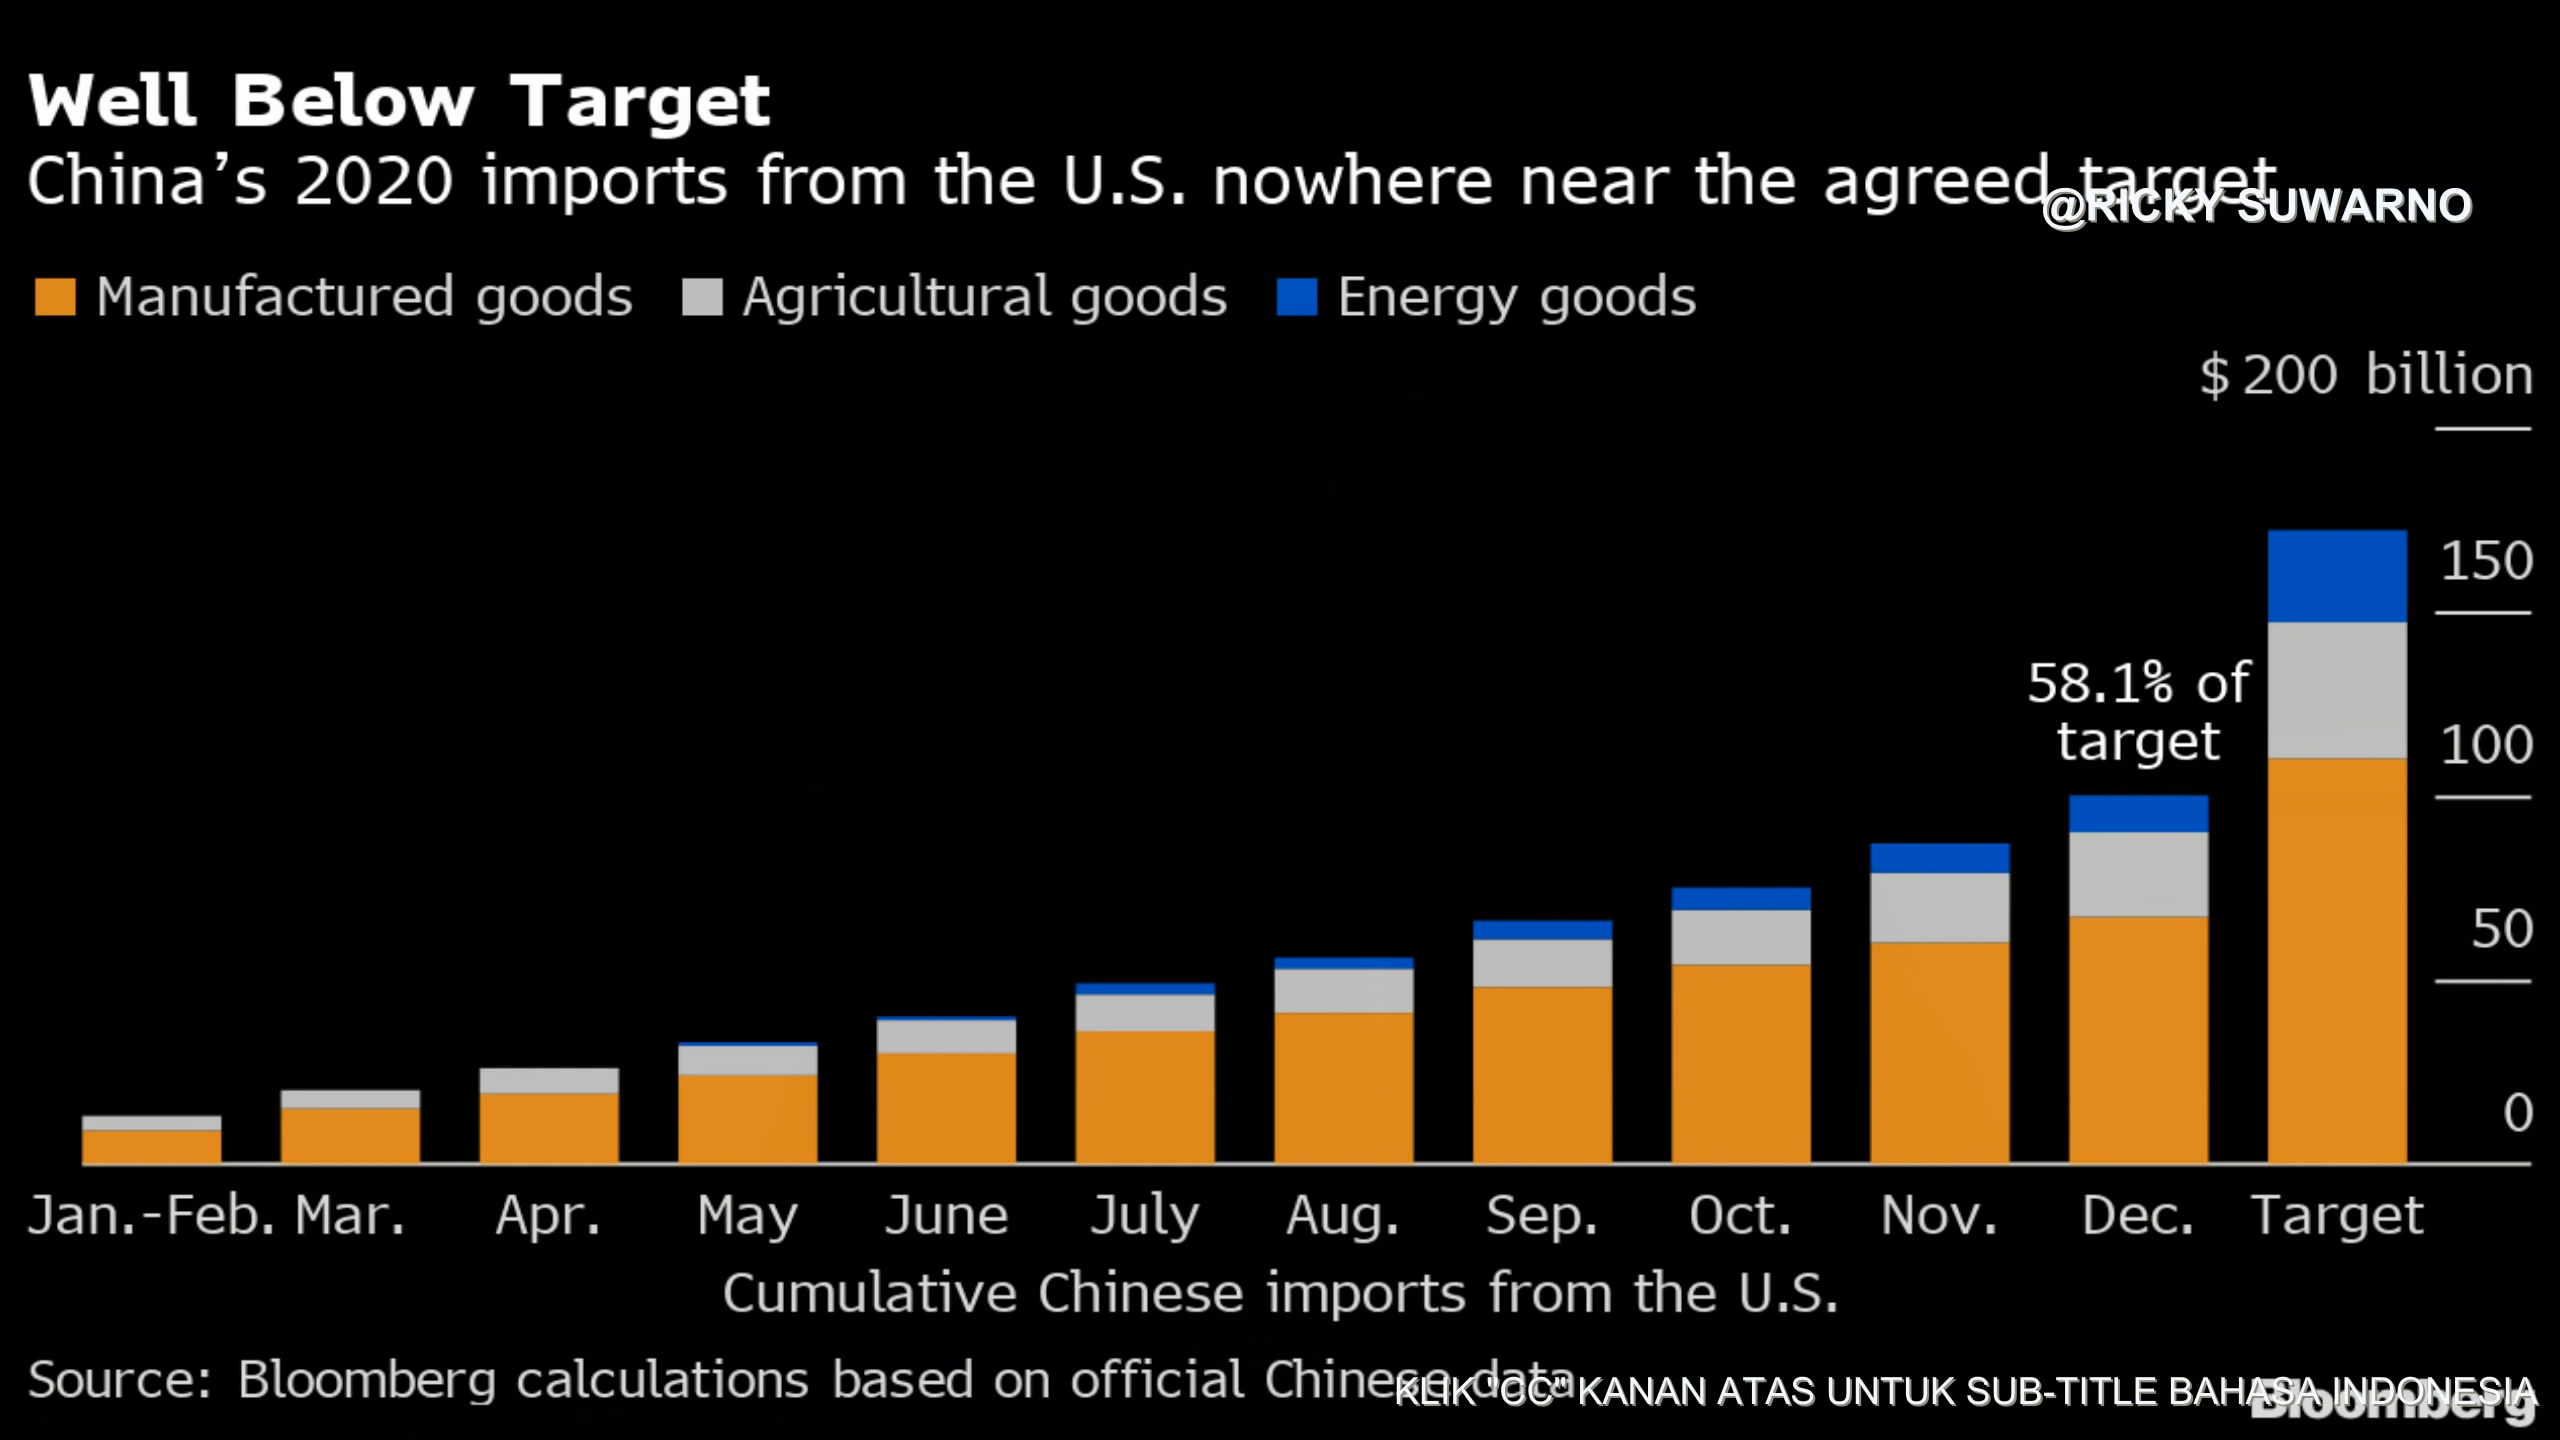 Well Below Target
China's 2020 imports from the U.S. nowhere near the agreed target
@RICKY SUWARNO
Manufactured goods Agricultural goods Energy goods
$200 billion
150
58.1% of
target
100
50
0
Jan.-Feb. Mar. Apr. May June July Aug. Sep. Oct. Nov. Dec. Target
Cumulative Chinese imports from the U.S.
Source: Bloomberg calculations based on official Chinese data
KLIK "CC" KANAN ATAS UNTUK SUB-TITLE BAHASA INDONESIA
Bloomberg